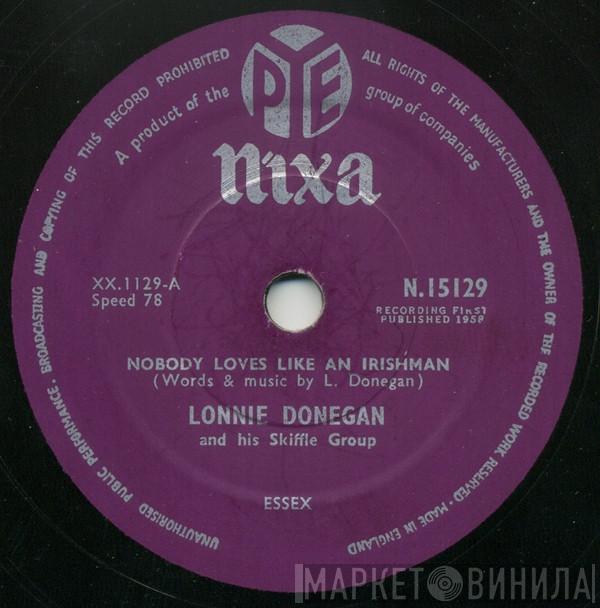 PYE
nixa
A product of the group of companies
ALL RIGHTS OF THE MANUFACTURERS AND THE OWNER OF THE RECORDED WORK RESERVED · MADE IN ENGLAND
UNAUTHORISED PUBLIC PERFORMANCE · BROADCASTING AND COPYING OF THIS RECORD PROHIBITED
XX.1129-A
Speed 78
N.15129
RECORDING FIRST
PUBLISHED 1958
NOBODY LOVES LIKE AN IRISHMAN
(Words & music by L. Donegan)
LONNIE DONEGAN
and his Skiffle Group
ESSEX
МАРКЕТ ВИНИЛА